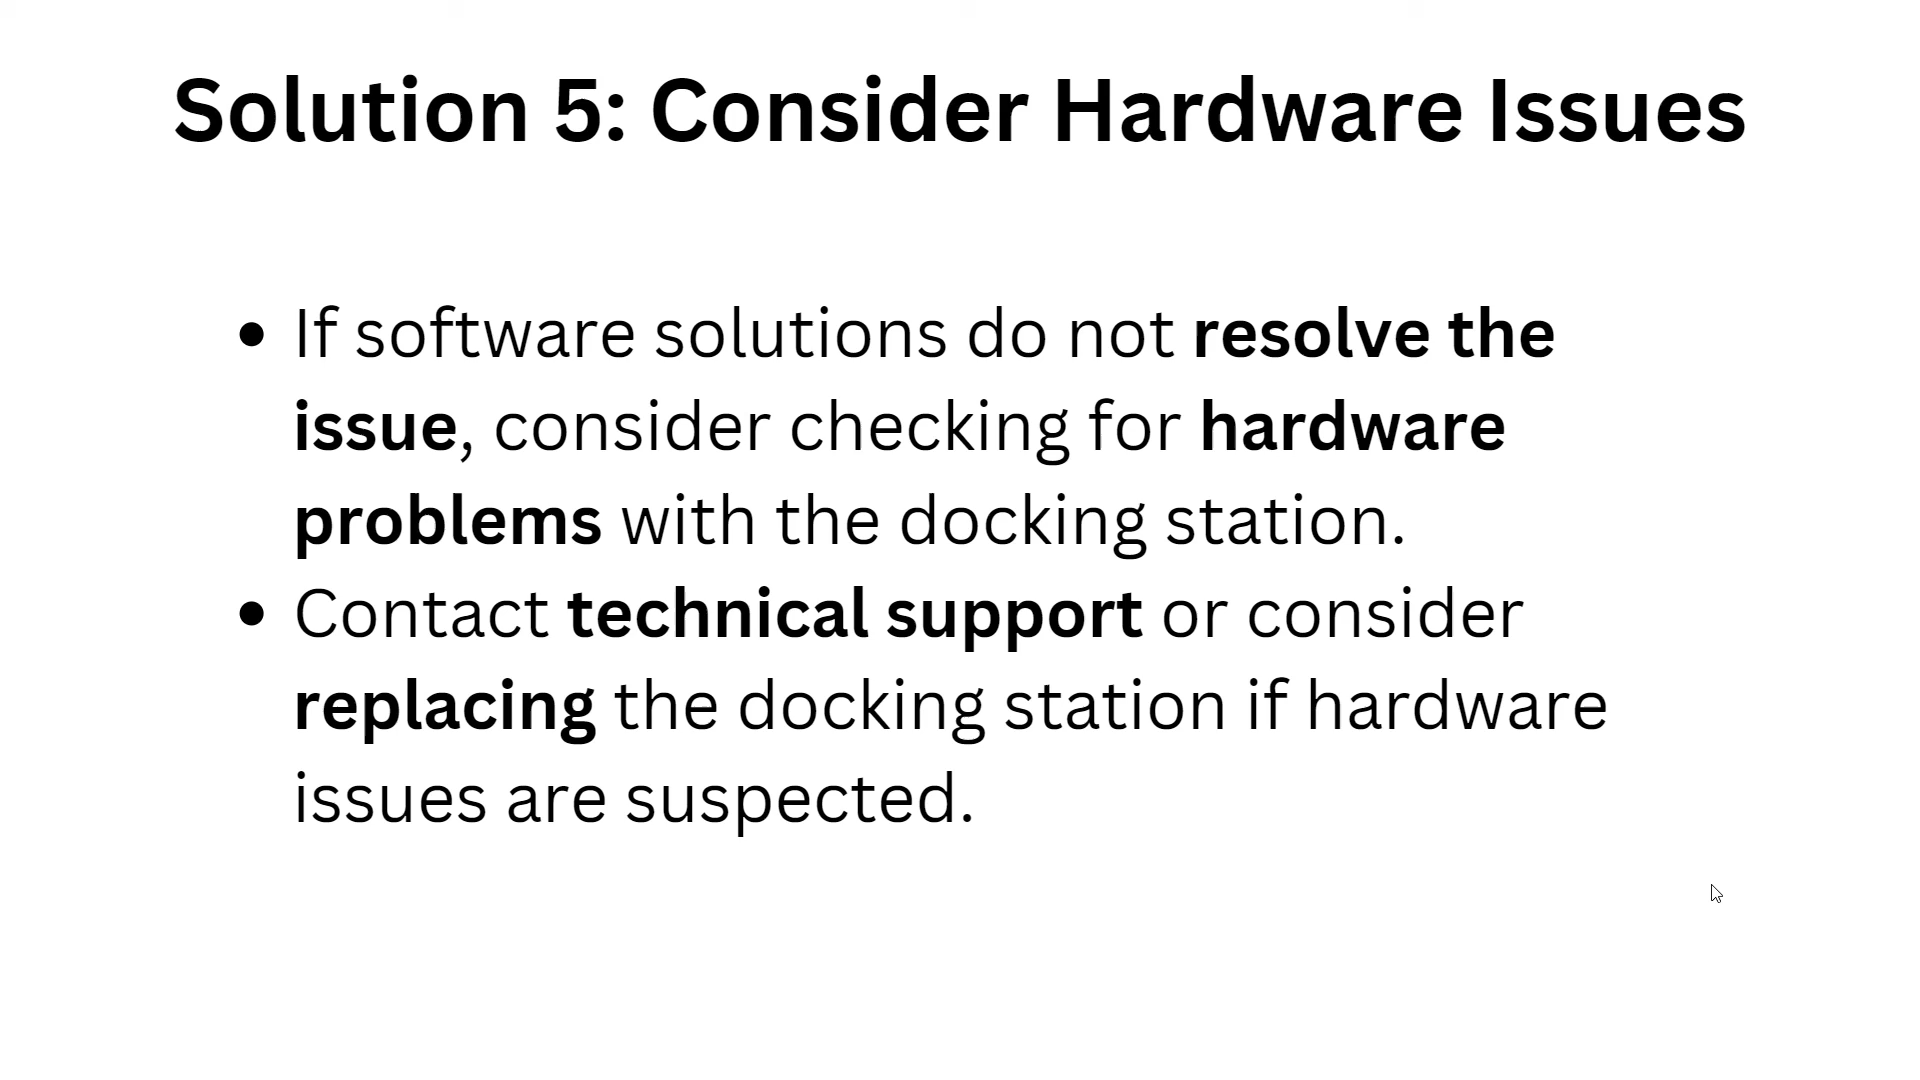 Solution 5: Consider Hardware Issues
• If software solutions do not resolve the
issue, consider checking for hardware
problems with the docking station.
• Contact technical support or consider
replacing the docking station if hardware
issues are suspected.